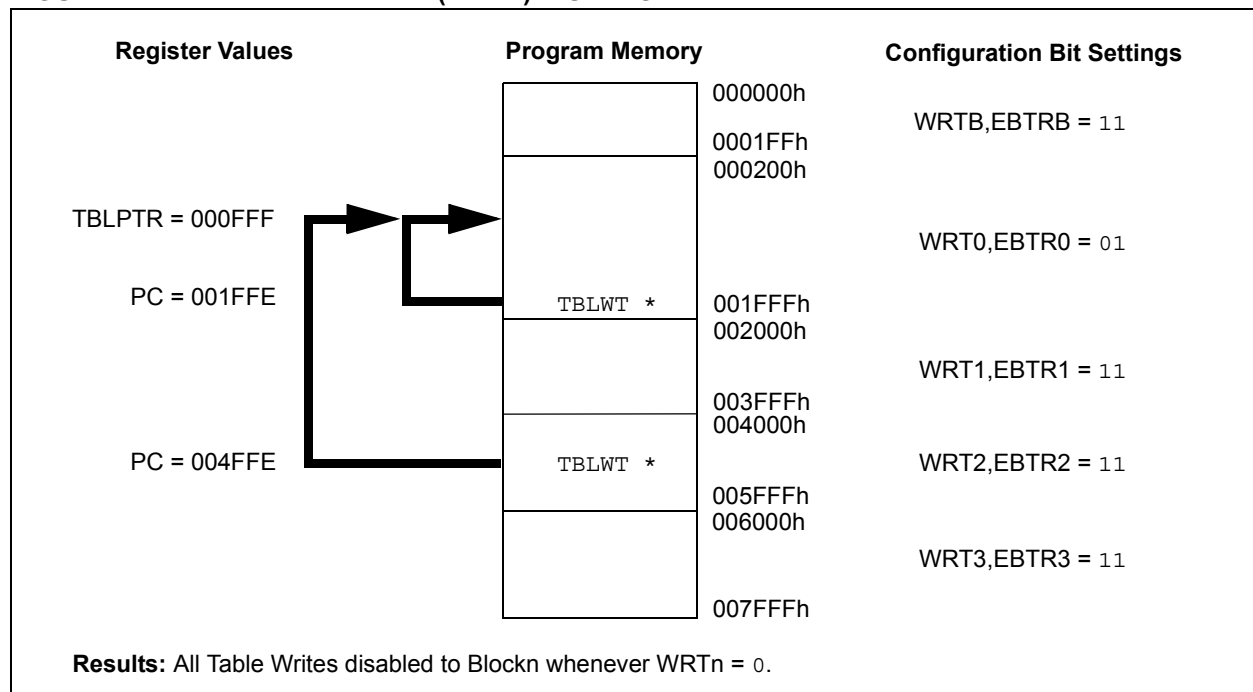 Register Values Program Memory Configuration Bit Settings
000000h
WRTB,EBTRB = 11
0001FFh
000200h
TBLPTR = 000FFF
WRT0,EBTR0 = 01
PC = 001FFE TBLWT * 001FFFh
002000h
WRT1,EBTR1 = 11
003FFFh
004000h
PC = 004FFE TBLWT * WRT2,EBTR2 = 11
005FFFh
006000h
WRT3,EBTR3 = 11
007FFFh
Results: All Table Writes disabled to Blockn whenever WRTn = 0.